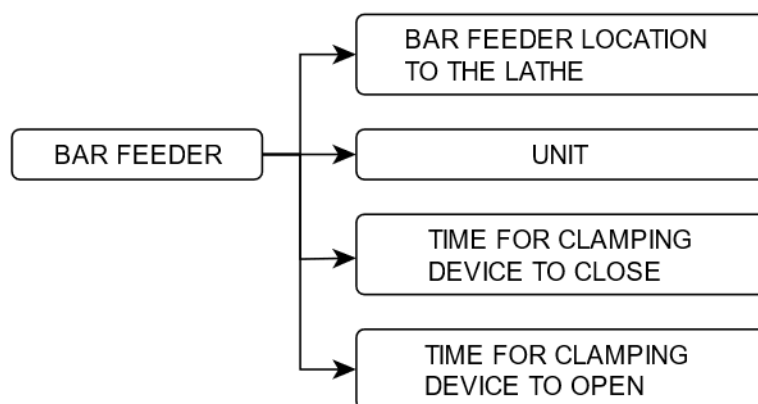 BAR FEEDER LOCATION
TO THE LATHE
BAR FEEDER
UNIT
TIME FOR CLAMPING
DEVICE TO CLOSE
TIME FOR CLAMPING
DEVICE TO OPEN